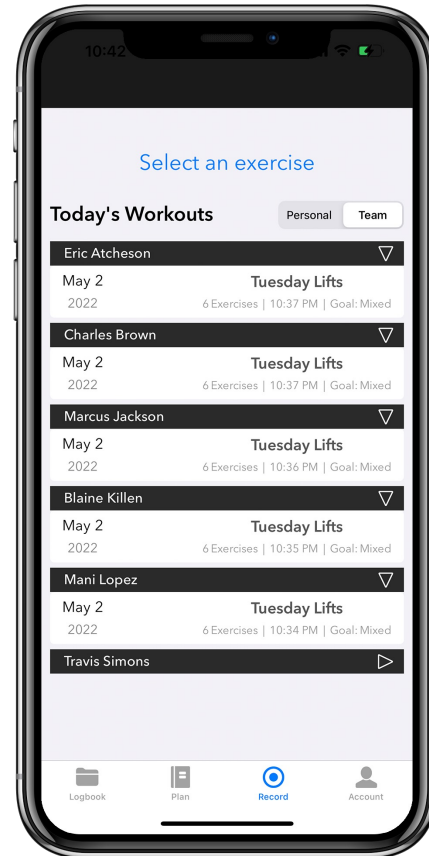 10:42
Select an exercise
Today's Workouts Personal Team
Eric Atcheson
May 2 Tuesday Lifts
2022 6 Exercises | 10:37 PM | Goal: Mixed
Charles Brown
May 2 Tuesday Lifts
2022 6 Exercises | 10:37 PM | Goal: Mixed
Marcus Jackson
May 2 Tuesday Lifts
2022 6 Exercises | 10:36 PM | Goal: Mixed
Blaine Killen
May 2 Tuesday Lifts
2022 6 Exercises | 10:35 PM | Goal: Mixed
Mani Lopez
May 2 Tuesday Lifts
2022 6 Exercises | 10:34 PM | Goal: Mixed
Travis Simons
Logbook Plan Record Account